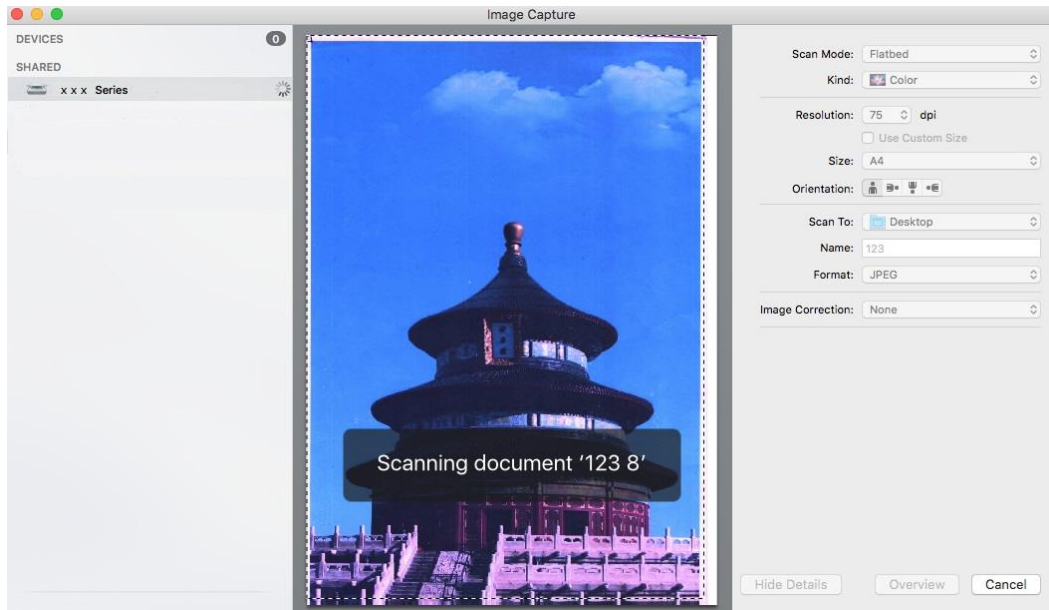 Image Capture
DEVICES
0
SHARED
x x x Series
Scanning document ‘123 8’
Scan Mode: Flatbed
Kind: Color
Resolution: 75 dpi
Use Custom Size
Size: A4
Orientation:
Scan To: Desktop
Name: 123
Format: JPEG
Image Correction: None
Hide Details
Overview
Cancel